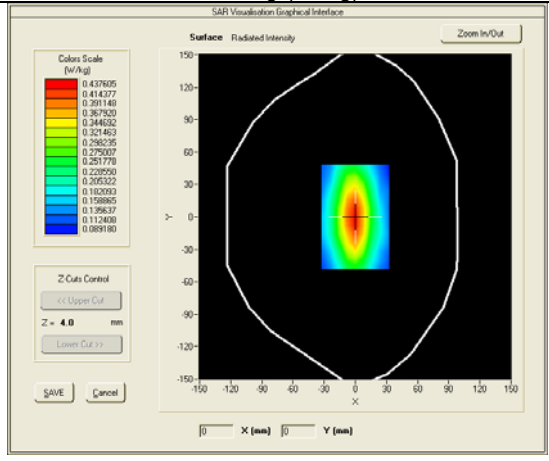 SAR Visualisation Graphical Interface
Surface Radiated Intensity
Zoom In/Out
Colors Scale
(W/kg)
0.437605
0.414377
0.391148
0.367920
0.344692
0.321463
0.298235
0.275007
0.251778
0.228550
0.205322
0.182093
0.158865
0.135637
0.112408
0.089180
Z-Cuts Control
<< Upper Cut
Z = 4.0 mm
Lower Cut >>
SAVE Cancel
150
120
90
60
30
0
-30
-60
-90
-120
-150
Y
-150 -120 -90 -60 -30 0 30 60 90 120 150
X
0 X (mm) 0 Y (mm)